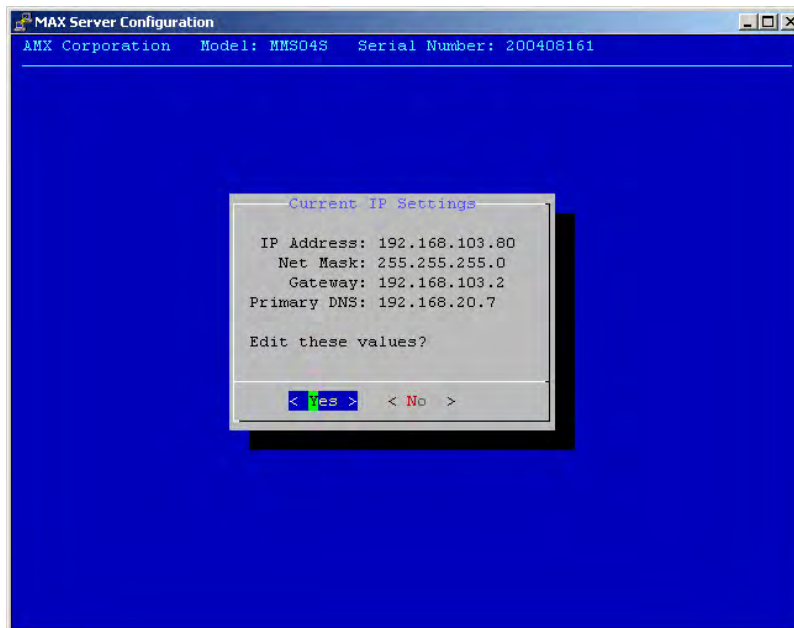 MAX Server Configuration
AMX Corporation Model: MMS04S Serial Number: 200408161
Current IP Settings
IP Address: 192.168.103.80
Net Mask: 255.255.255.0
Gateway: 192.168.103.2
Primary DNS: 192.168.20.7
Edit these values?
< Yes > < No >